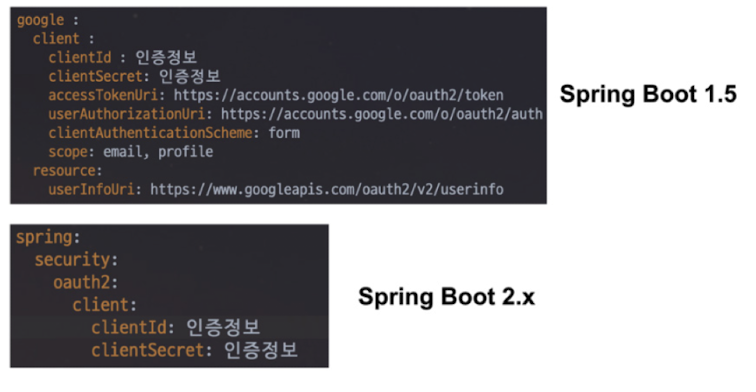 google :
  client :
    clientId : 인증정보
    clientSecret: 인증정보
    accessTokenUri: https://accounts.google.com/o/oauth2/token
    userAuthorizationUri: https://accounts.google.com/o/oauth2/auth
    clientAuthenticationScheme: form
    scope: email, profile
  resource:
    userInfoUri: https://www.googleapis.com/oauth2/v2/userinfo
Spring Boot 1.5
spring:
  security:
    oauth2:
      client:
        clientId: 인증정보
        clientSecret: 인증정보
Spring Boot 2.x